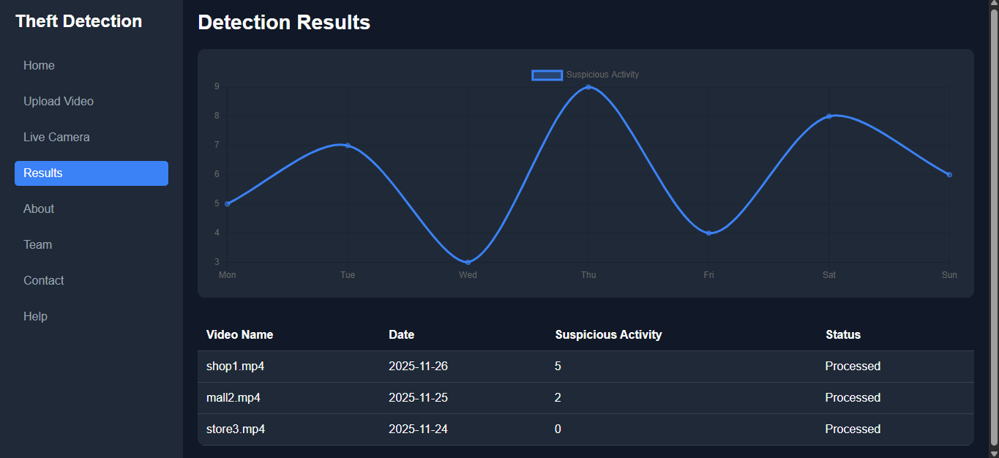 Theft Detection
Home
Upload Video
Live Camera
Results
About
Team
Contact
Help
Detection Results
Suspicious Activity
9
8
7
6
5
4
3
Mon Tue Wed Thu Fri Sat Sun
Video Name Date Suspicious Activity Status
shop1.mp4 2025-11-26 5 Processed
mall2.mp4 2025-11-25 2 Processed
store3.mp4 2025-11-24 0 Processed